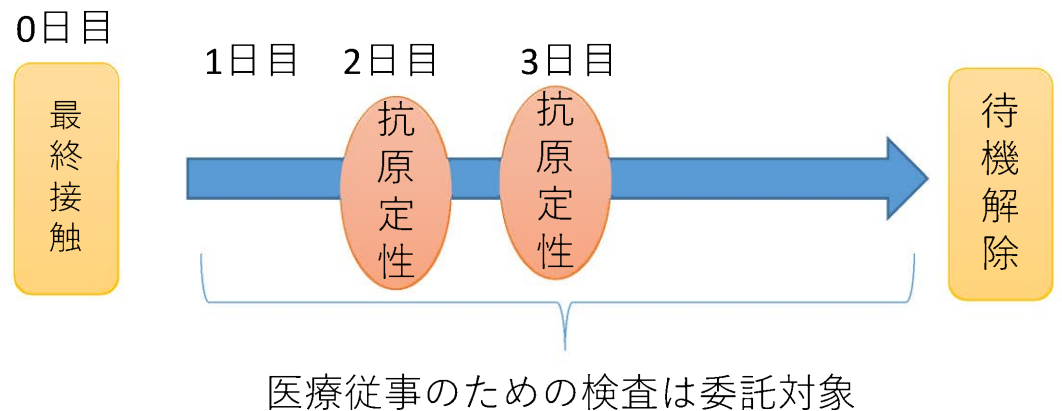 0日目
1日目
2日目
3日目
最終接触
抗原定性
抗原定性
待機解除
医療従事のための検査は委託対象